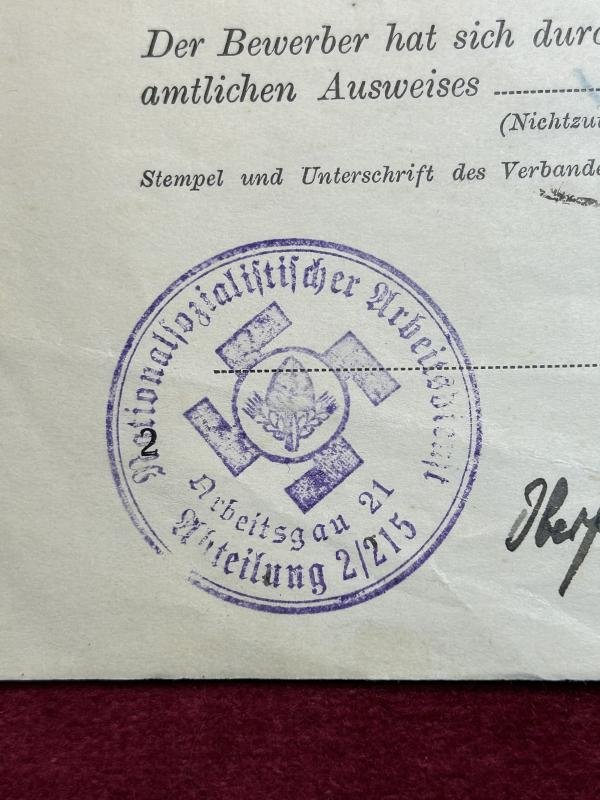 Der Bewerber hat sich durc
amtlichen Ausweises
(Nichtzu
Stempel und Unterschrift des Verbande
Nationalsozialistischer Arbeitsdienst
2
Arbeitsgau 21
Abteilung 2/215